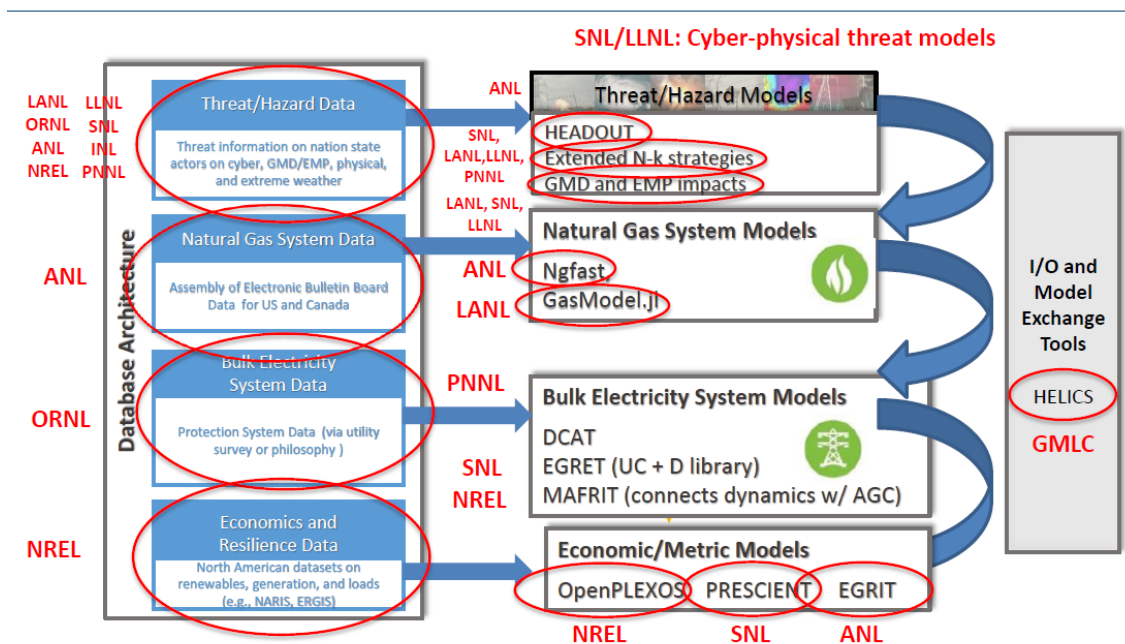 SNL/LLNL: Cyber-physical threat models
Database Architecture
LANL LLNL
ORNL SNL
ANL INL
NREL PNNL
Threat/Hazard Data
Threat information on nation state
actors on cyber, GMD/EMP, physical,
and extreme weather
ANL
Natural Gas System Data
Assembly of Electronic Bulletin Board
Data for US and Canada
ORNL
Bulk Electricity
System Data
Protection System Data (via utility
survey or philosophy )
NREL
Economics and
Resilience Data
North American datasets on
renewables, generation, and loads
(e.g., NARIS, ERGIS)
ANL
SNL,
LANL,LLNL,
PNNL
LANL, SNL,
LLNL
Threat/Hazard Models
HEADOUT
Extended N-k strategies
GMD and EMP impacts
ANL
LANL
Natural Gas System Models
Ngfast,
GasModel.jl
PNNL
SNL
NREL
Bulk Electricity System Models
DCAT
EGRET (UC + D library)
MAFRIT (connects dynamics w/ AGC)
Economic/Metric Models
OpenPLEXOS PRESCIENT EGRIT
NREL SNL ANL
I/O and
Model
Exchange
Tools
HELICS
GMLC